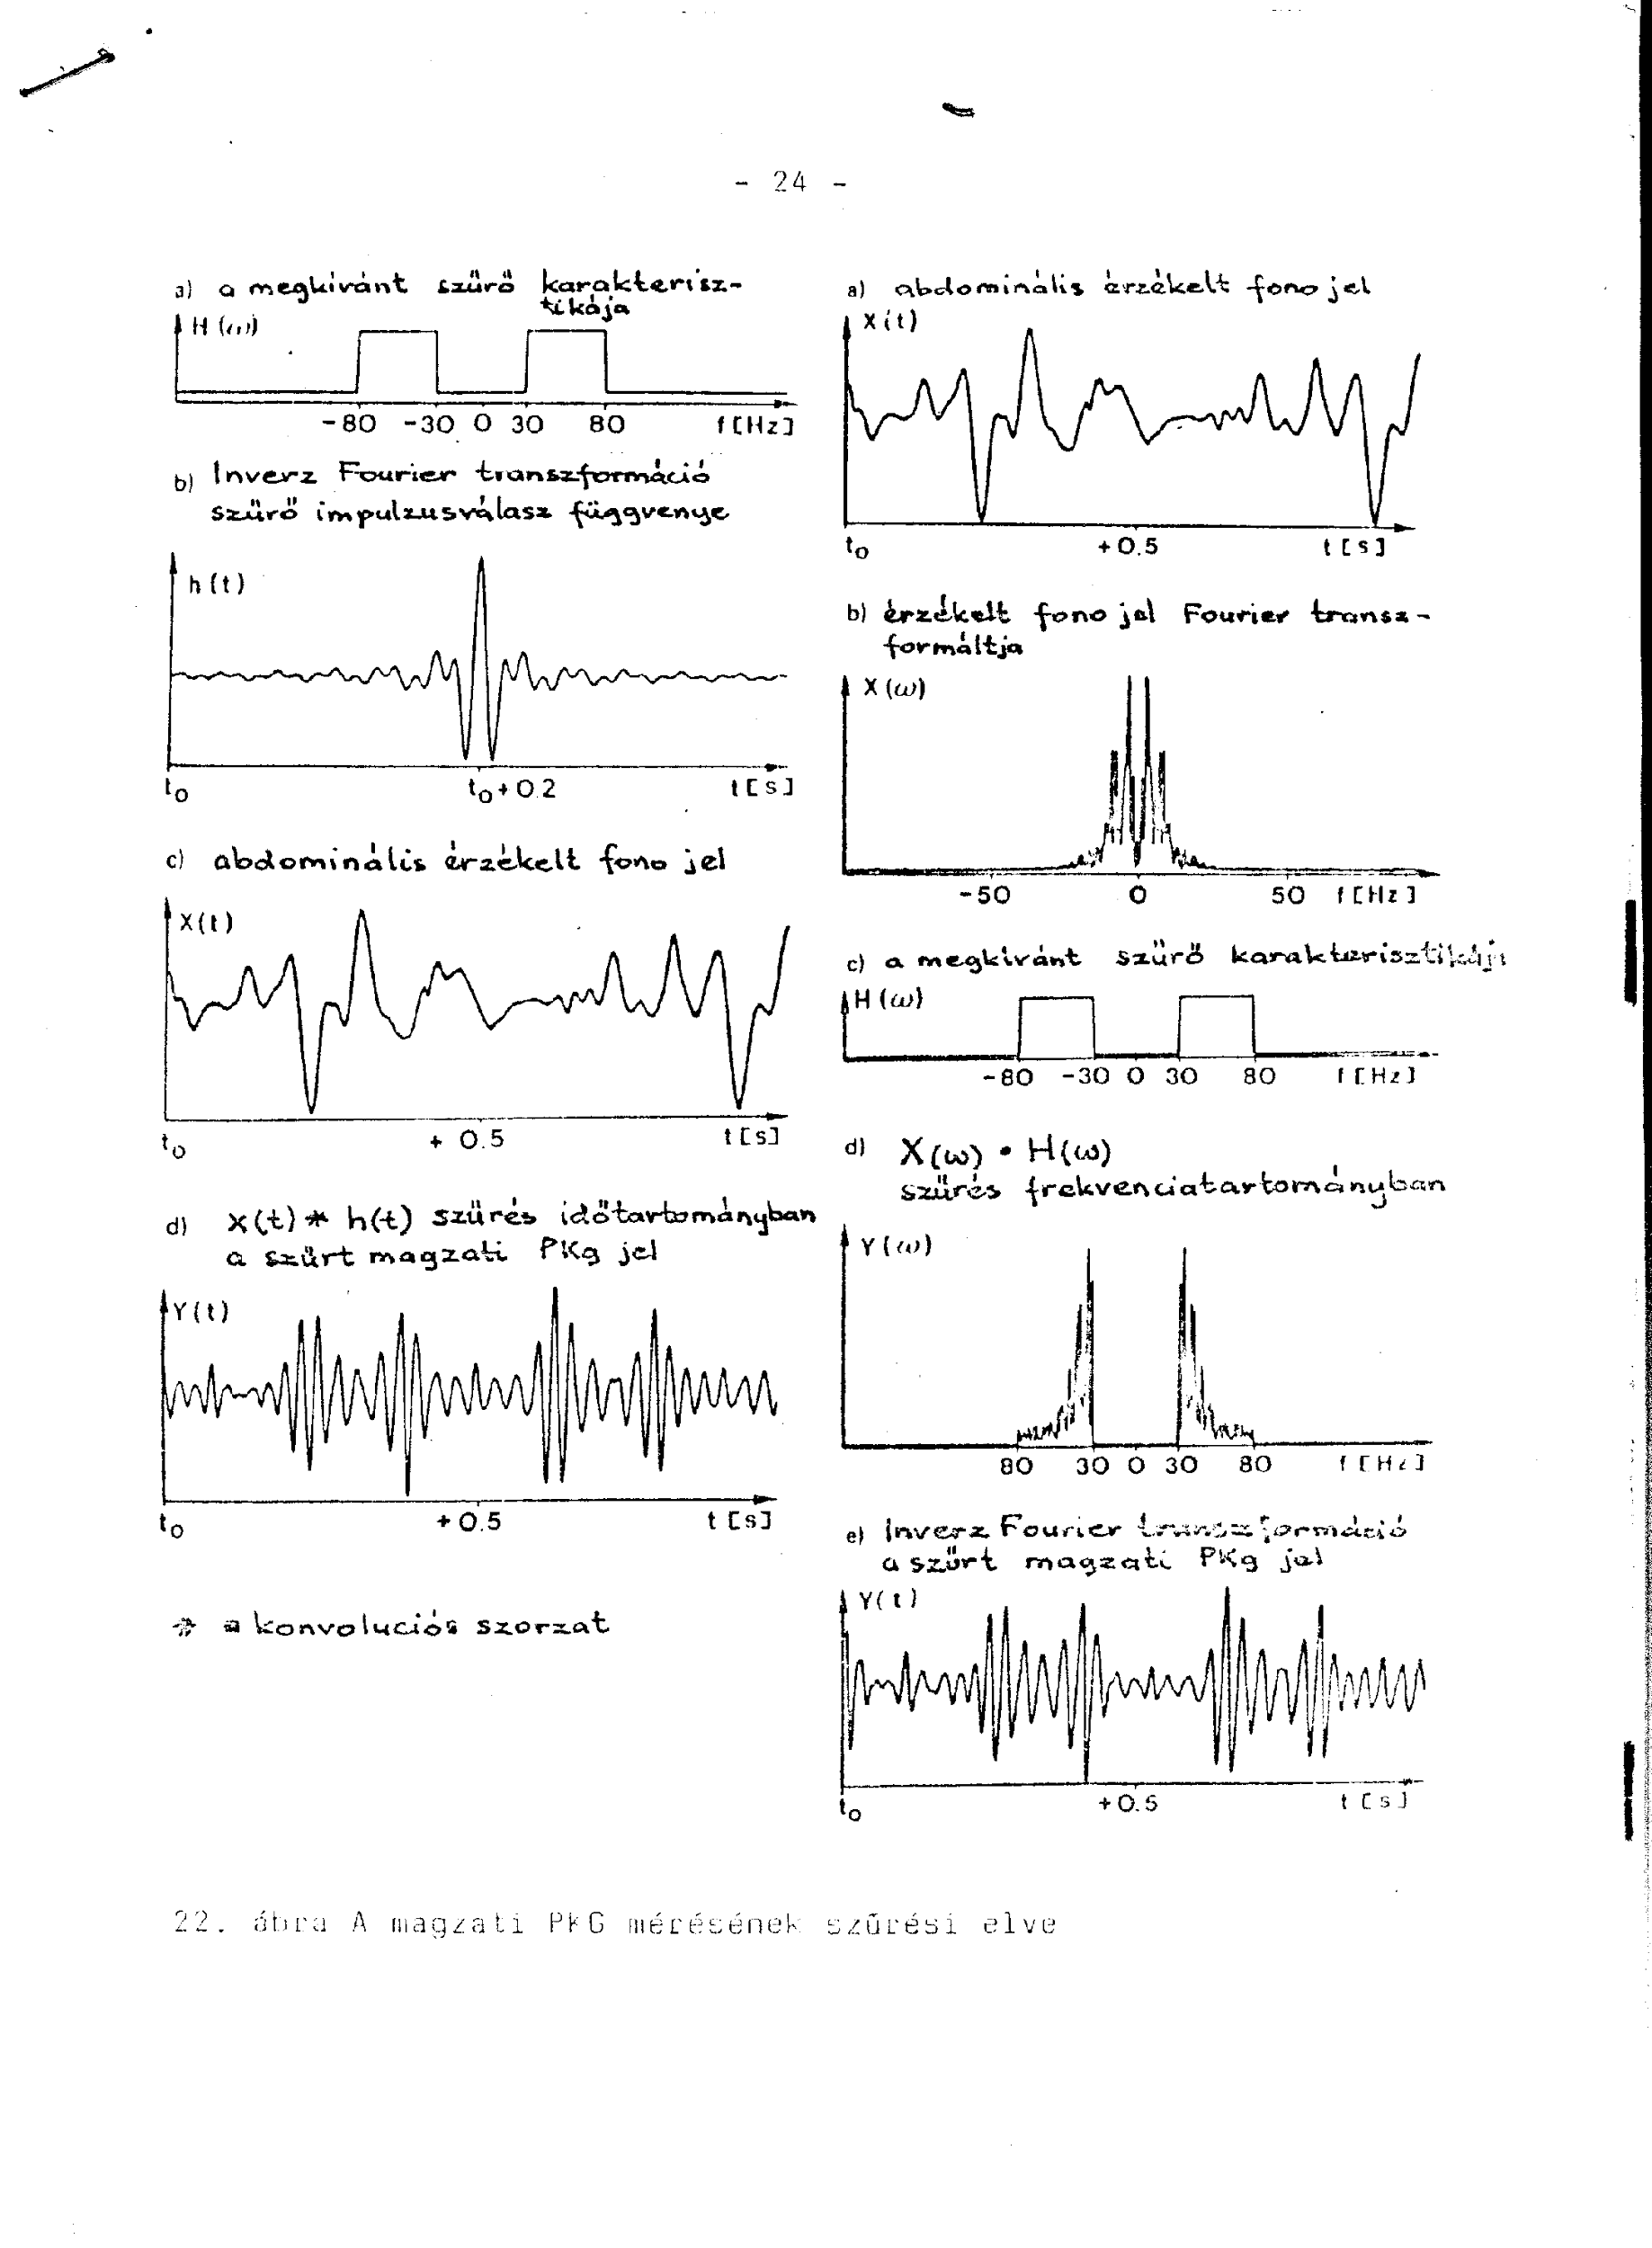 - 24 -
a) a megkívánt szürő karakterisz-
tikája
H (ω)
-80 -30 0 30 80 f[Hz]
b) Inverz Fourier transzformáció
szürő impulzusválasz függvenye
h(t)
t0 t0+0.2 t[s]
c) abdominális érzékelt fono jel
X(t)
t0 + 0.5 t[s]
d) x(t) * h(t) szürés időtartományban
a szürt magzati PKg jel
Y(t)
t0 +0.5 t[s]
* a konvoluciós szorzat
a) abdominális érzékelt fono jel
X(t)
t0 +0.5 t[s]
b) érzékelt fono jel Fourier transz-
formáltja
X(ω)
-50 0 50 f[Hz]
c) a megkívánt szürő karakterisztikája
H(ω)
-80 -30 0 30 80 f[Hz]
d) X(ω) • H(ω)
szürés frekvenciatartományban
Y(ω)
80 30 0 30 80 f[Hz]
e) Inverz Fourier transzformáció
a szürt magzati PKg jel
Y(t)
t0 +0.5 t[s]
22. ábra A magzati PKG mérésének szűrési elve